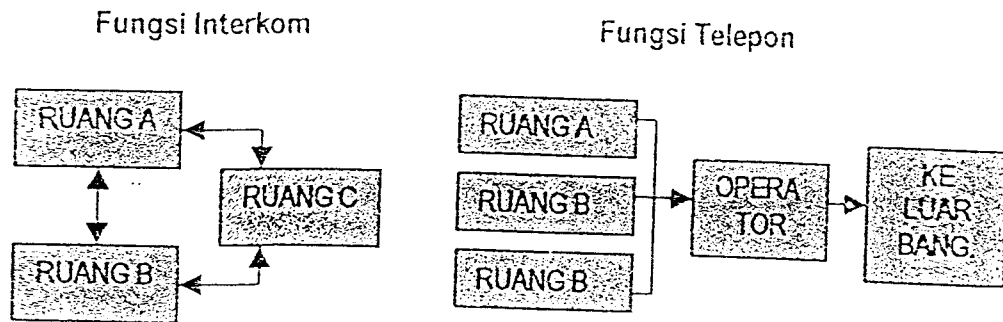 Fungsi Interkom
RUANG A
RUANG B
RUANG C
Fungsi Telepon
RUANG A
RUANG B
RUANG B
OPERA
TOR
KE
LUAR
BANG.